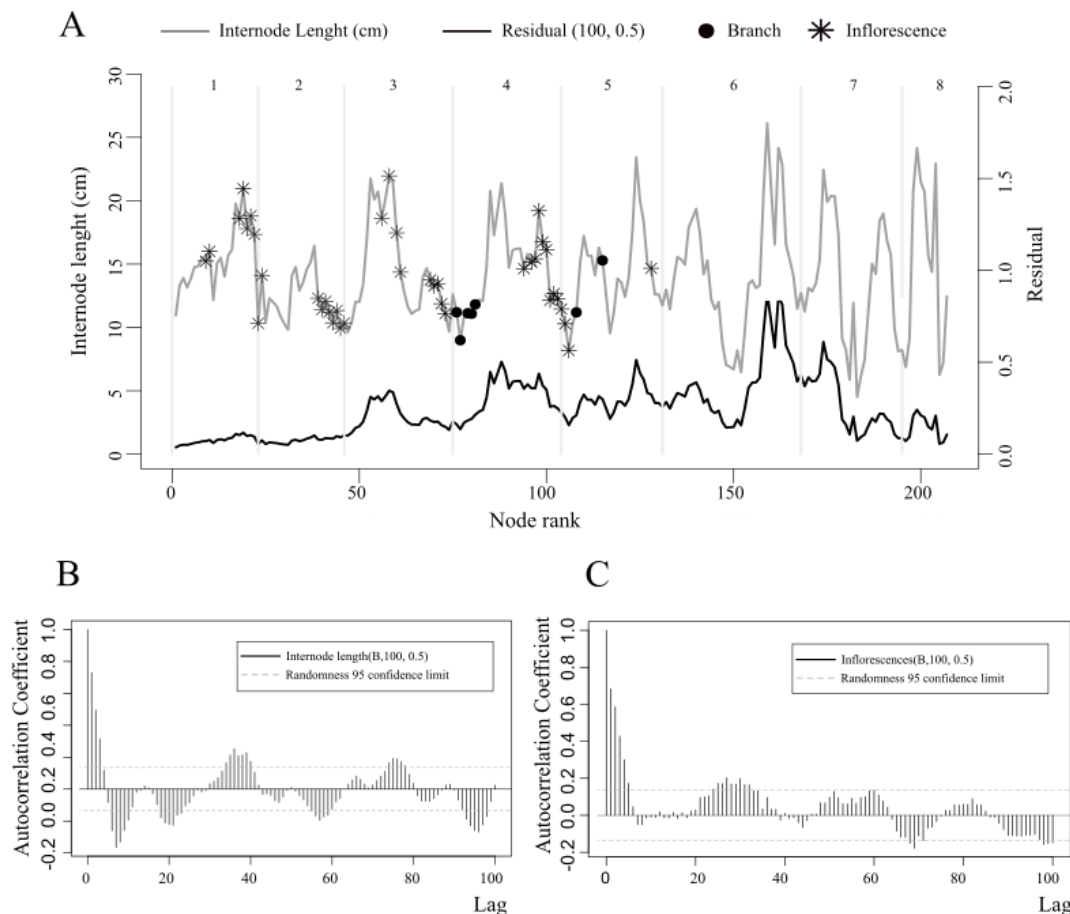 A
Internode Lenght (cm)
Residual (100, 0.5)
Branch
Inflorescence
1 2 3 4 5 6 7 8
Internode lenght (cm)
30
25
20
15
10
5
0
2.0
1.5
1.0
0.5
0.0
Residual
0 50 100 150 200
Node rank
B
Autocorrelation Coefficient
1.0
0.8
0.6
0.4
0.2
0.0
-0.2
Internode length(B,100, 0.5)
Randomness 95 confidence limit
0 20 40 60 80 100
Lag
C
Autocorrelation Coefficient
1.0
0.8
0.6
0.4
0.2
0.0
-0.2
Inflorescences(B,100, 0.5)
Randomness 95 confidence limit
0 20 40 60 80 100
Lag